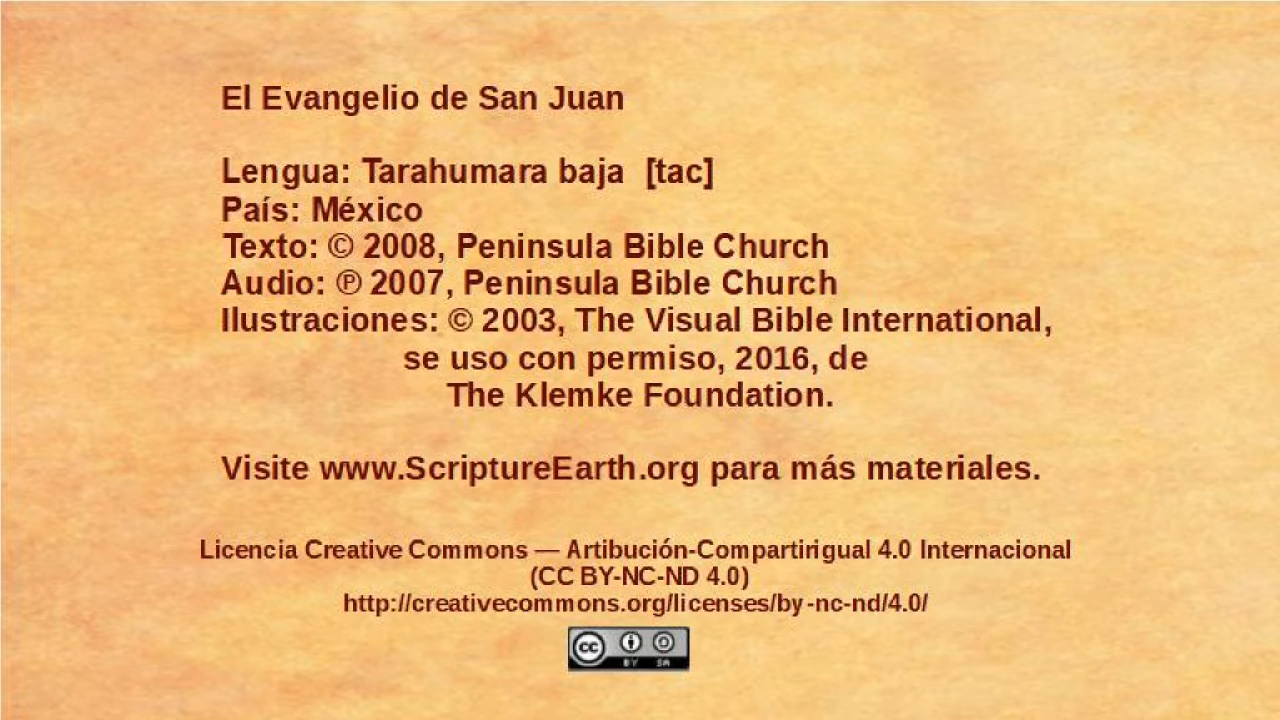 El Evangelio de San Juan
Lengua: Tarahumara baja [tac]
País: México
Texto: © 2008, Peninsula Bible Church
Audio: ℗ 2007, Peninsula Bible Church
Ilustraciones: © 2003, The Visual Bible International,
se uso con permiso, 2016, de
The Klemke Foundation.
Visite www.ScriptureEarth.org para más materiales.
Licencia Creative Commons — Artibución-Compartirigual 4.0 Internacional
(CC BY-NC-ND 4.0)
http://creativecommons.org/licenses/by-nc-nd/4.0/
cc BY SA